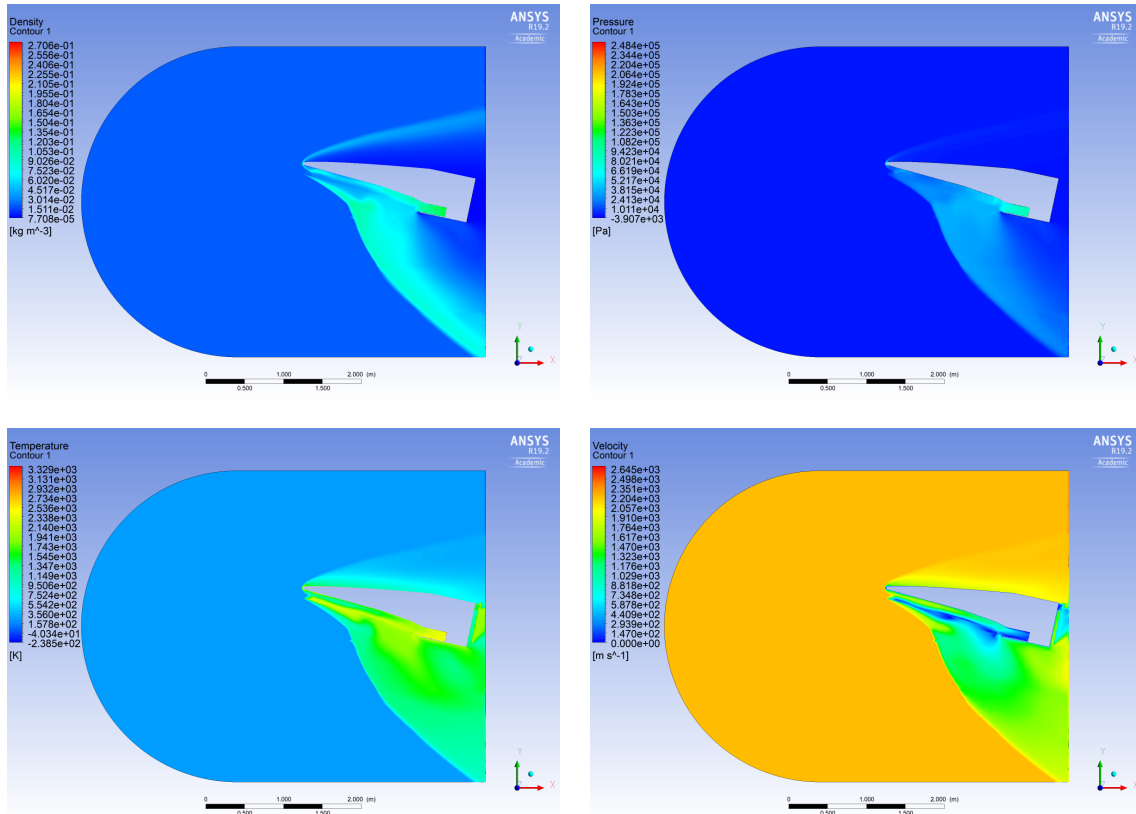 Density
Contour 1
2.706e-01
2.556e-01
2.406e-01
2.255e-01
2.105e-01
1.955e-01
1.804e-01
1.654e-01
1.504e-01
1.354e-01
1.203e-01
1.053e-01
9.026e-02
7.523e-02
6.020e-02
4.517e-02
3.014e-02
1.511e-02
7.708e-05
[kg m^-3]
ANSYS
R19.2
Academic
Y
X
0 1.000 2.000 (m)
0.500 1.500
Pressure
Contour 1
2.484e+05
2.344e+05
2.204e+05
2.064e+05
1.924e+05
1.783e+05
1.643e+05
1.503e+05
1.363e+05
1.223e+05
1.082e+05
9.423e+04
8.021e+04
6.619e+04
5.217e+04
3.815e+04
2.413e+04
1.011e+04
-3.907e+03
[Pa]
ANSYS
R19.2
Academic
Y
X
0 1.000 2.000 (m)
0.500 1.500
Temperature
Contour 1
3.329e+03
3.131e+03
2.932e+03
2.734e+03
2.536e+03
2.338e+03
2.140e+03
1.941e+03
1.743e+03
1.545e+03
1.347e+03
1.149e+03
9.506e+02
7.524e+02
5.542e+02
3.560e+02
1.578e+02
-4.034e+01
-2.385e+02
[K]
ANSYS
R19.2
Academic
Y
X
0 1.000 2.000 (m)
0.500 1.500
Velocity
Contour 1
2.645e+03
2.498e+03
2.351e+03
2.204e+03
2.057e+03
1.910e+03
1.764e+03
1.617e+03
1.470e+03
1.323e+03
1.176e+03
1.029e+03
8.818e+02
7.348e+02
5.878e+02
4.409e+02
2.939e+02
1.470e+02
0.000e+00
[m s^-1]
ANSYS
R19.2
Academic
Y
X
0 1.000 2.000 (m)
0.500 1.500